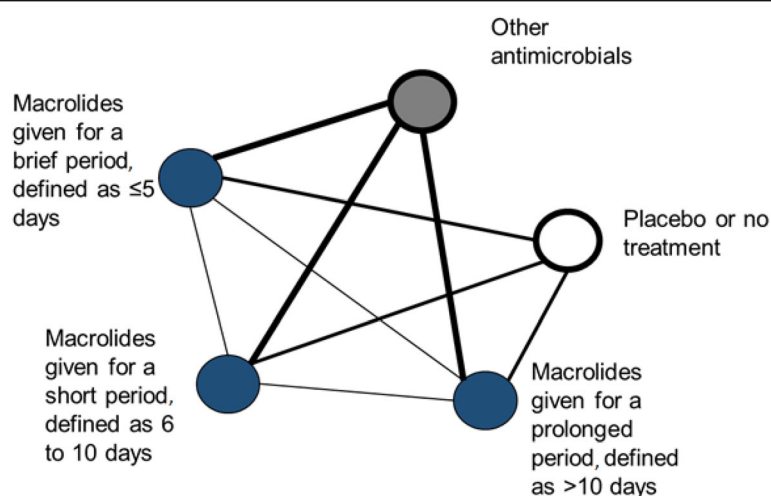 Other
antimicrobials
Macrolides
given for a
brief period,
defined as ≤5
days
Placebo or no
treatment
Macrolides
given for a
short period,
defined as 6
to 10 days
Macrolides
given for a
prolonged
period, defined
as >10 days